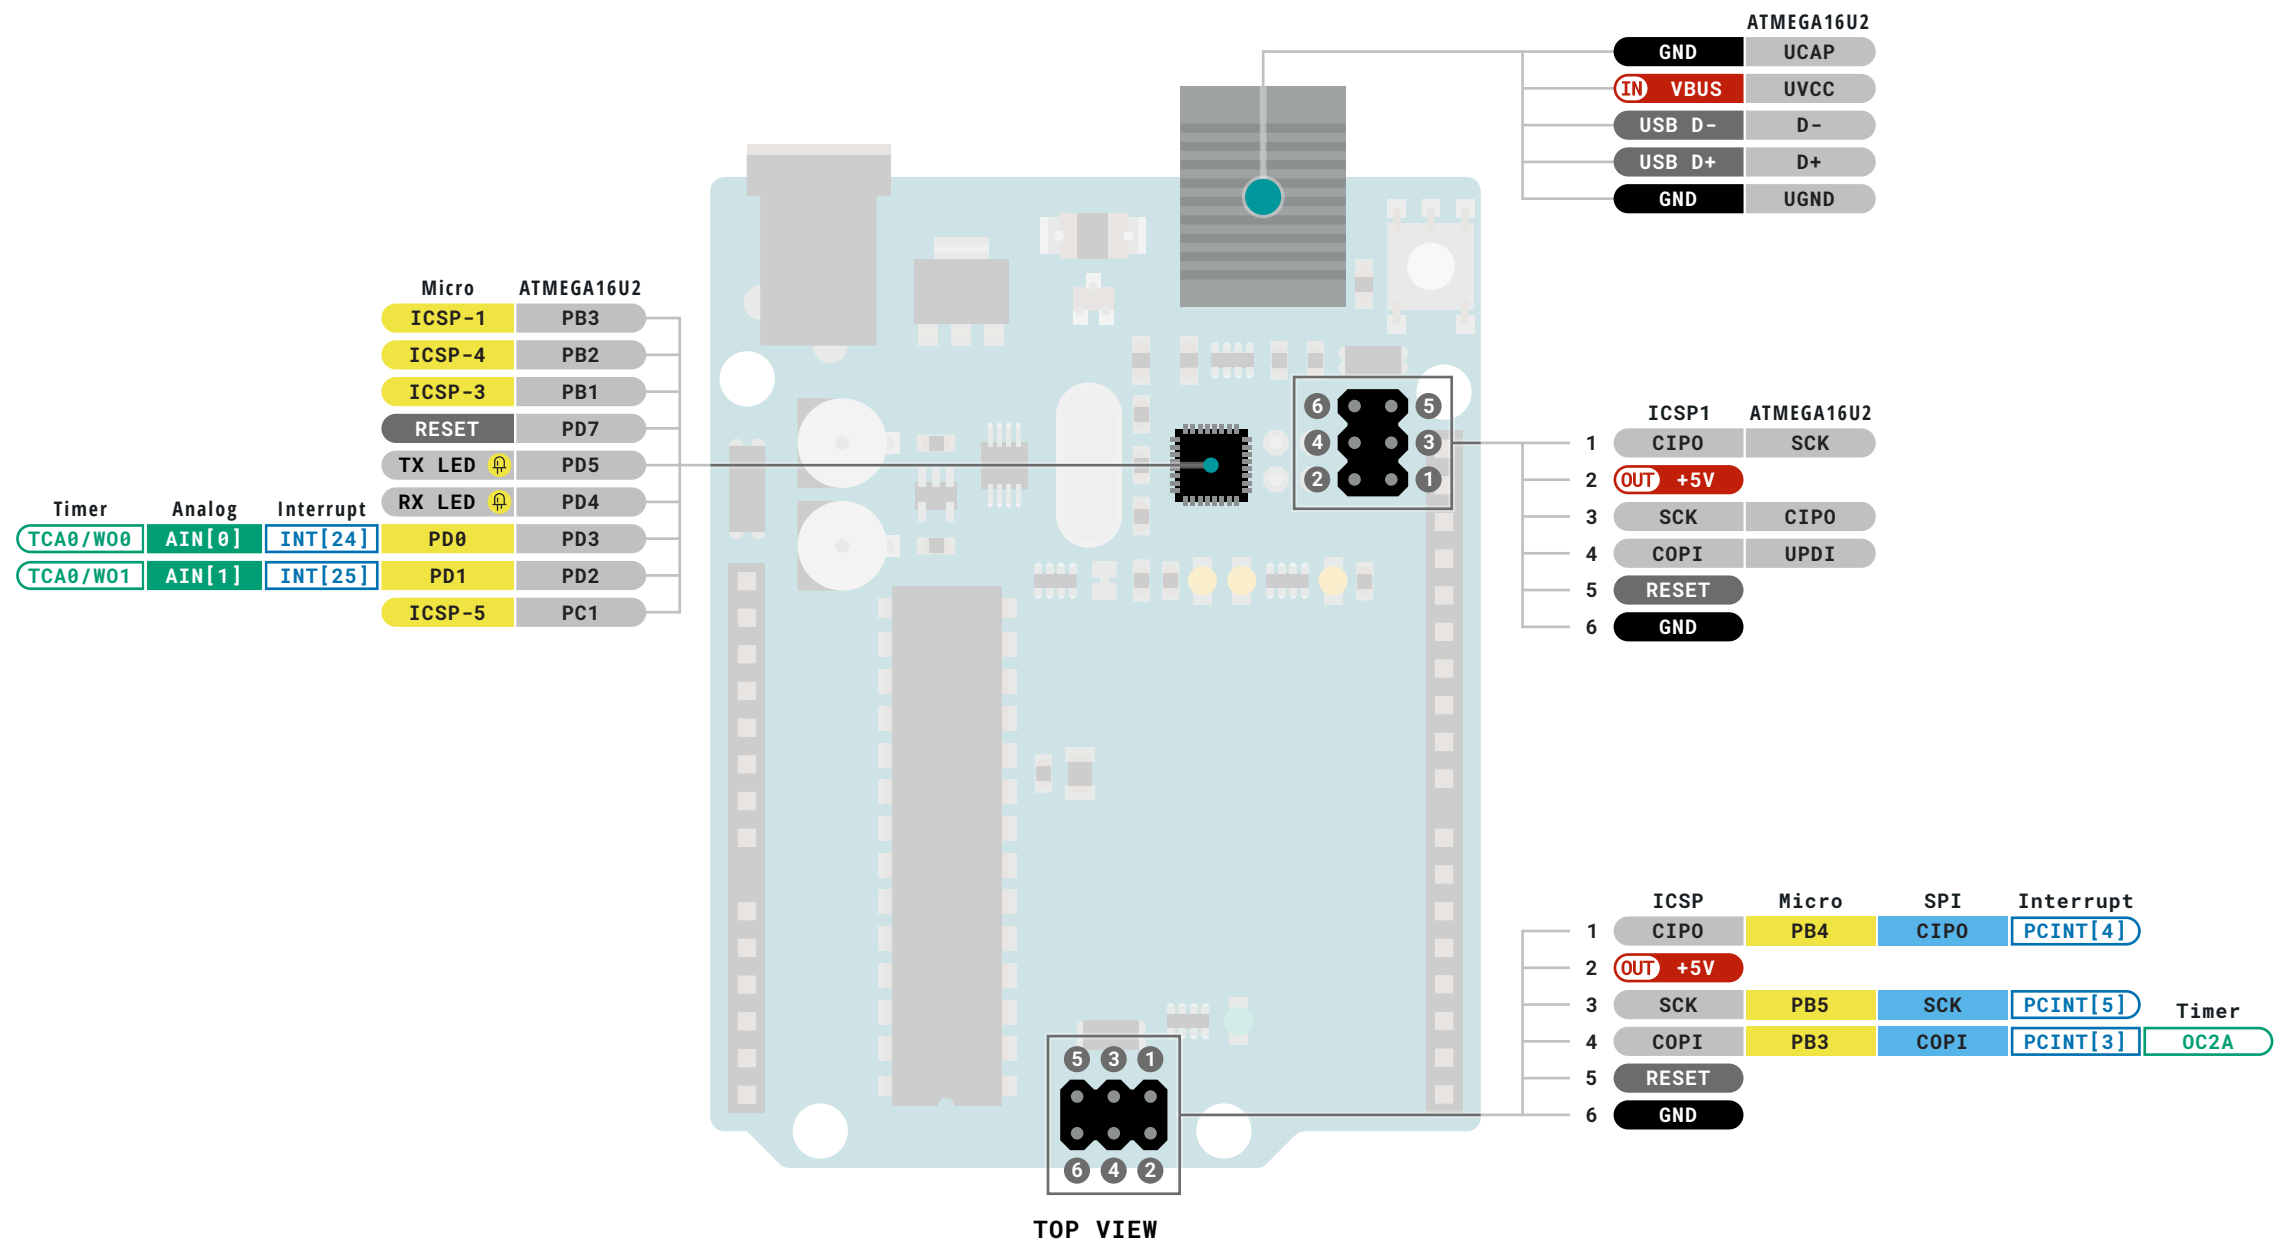 ATMEGA16U2
GND UCAP
IN VBUS UVCC
USB D- D-
USB D+ D+
GND UGND
Micro ATMEGA16U2
ICSP-1 PB3
ICSP-4 PB2
ICSP-3 PB1
RESET PD7
TX LED PD5
RX LED PD4
Timer Analog Interrupt
TCA0/WO0 AIN[0] INT[24] PD0 PD3
TCA0/WO1 AIN[1] INT[25] PD1 PD2
ICSP-5 PC1
6 5
4 3
2 1
ICSP1 ATMEGA16U2
1 CIPO SCK
2 OUT +5V
3 SCK CIPO
4 COPI UPDI
5 RESET
6 GND
ICSP Micro SPI Interrupt
1 CIPO PB4 CIPO PCINT[4]
2 OUT +5V
3 SCK PB5 SCK PCINT[5]
Timer
4 COPI PB3 COPI PCINT[3] OC2A
5 RESET
6 GND
5 3 1
6 4 2
TOP VIEW